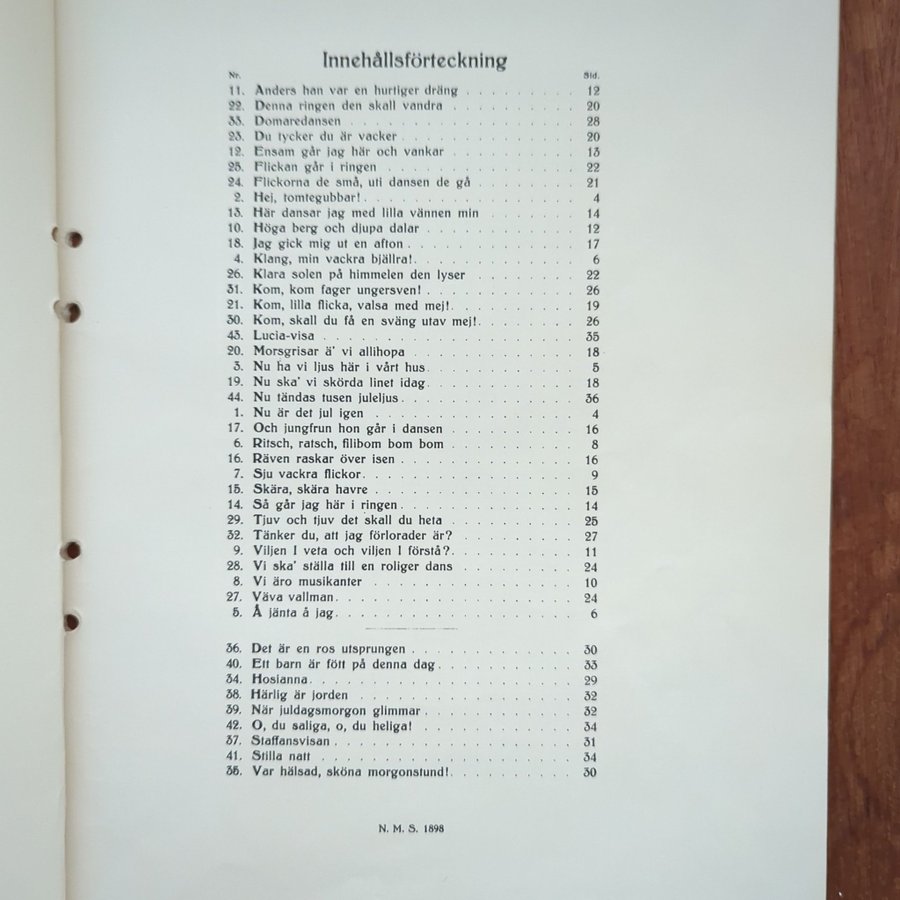 Innehållsförteckning
Nr. Sid.
11. Anders han var en hurtiger dräng . . . . . . . . . 12
22. Denna ringen den skall vandra . . . . . . . . . . 20
33. Domaredansen . . . . . . . . . . . . . . . . . . 28
23. Du tycker du är vacker . . . . . . . . . . . . . 20
12. Ensam går jag här och vankar . . . . . . . . . . 13
25. Flickan går i ringen . . . . . . . . . . . . . . 22
24. Flickorna de små, uti dansen de gå . . . . . . . . 21
2. Hej, tomtegubbar! . . . . . . . . . . . . . . . . 4
13. Här dansar jag med lilla vännen min . . . . . . . 14
10. Höga berg och djupa dalar . . . . . . . . . . . 12
18. Jag gick mig ut en afton . . . . . . . . . . . . 17
4. Klang, min vackra bjällra! . . . . . . . . . . . . 6
26. Klara solen på himmelen den lyser . . . . . . . . 22
31. Kom, kom fager ungersven! . . . . . . . . . . . 26
21. Kom, lilla flicka, valsa med mej! . . . . . . . . . 19
30. Kom, skall du få en sväng utav mej! . . . . . . . 26
43. Lucia-visa . . . . . . . . . . . . . . . . . . . 35
20. Morsgrisar ä' vi allihopa . . . . . . . . . . . . 18
3. Nu ha vi ljus här i vårt hus . . . . . . . . . . . 5
19. Nu ska' vi skörda linet idag . . . . . . . . . . . 18
44. Nu tändas tusen juleljus . . . . . . . . . . . . . 36
1. Nu är det jul igen . . . . . . . . . . . . . . . 4
17. Och jungfrun hon går i dansen . . . . . . . . . . 16
6. Ritsch, ratsch, filibom bom bom . . . . . . . . . 8
16. Räven raskar över isen . . . . . . . . . . . . . 16
7. Sju vackra flickor . . . . . . . . . . . . . . . . 9
15. Skära, skära havre . . . . . . . . . . . . . . . 15
14. Så går jag här i ringen . . . . . . . . . . . . . 14
29. Tjuv och tjuv det skall du heta . . . . . . . . . . 25
32. Tänker du, att jag förlorader är? . . . . . . . . . 27
9. Viljen I veta och viljen I förstå? . . . . . . . . . 11
28. Vi ska' ställa till en roliger dans . . . . . . . . . 24
8. Vi äro musikanter . . . . . . . . . . . . . . . 10
27. Väva vallman . . . . . . . . . . . . . . . . . . 24
5. Å jänta å jag . . . . . . . . . . . . . . . . . . 6
36. Det är en ros utsprungen . . . . . . . . . . . . 30
40. Ett barn är fött på denna dag . . . . . . . . . . . 33
34. Hosianna . . . . . . . . . . . . . . . . . . . . 29
38. Härlig är jorden . . . . . . . . . . . . . . . . 32
39. När juldagsmorgon glimmar . . . . . . . . . . . 32
42. O, du saliga, o, du heliga! . . . . . . . . . . . . 34
37. Staffansvisan . . . . . . . . . . . . . . . . . . 31
41. Stilla natt . . . . . . . . . . . . . . . . . . . 34
35. Var hälsad, sköna morgonstund! . . . . . . . . . 30
N. M. S. 1898